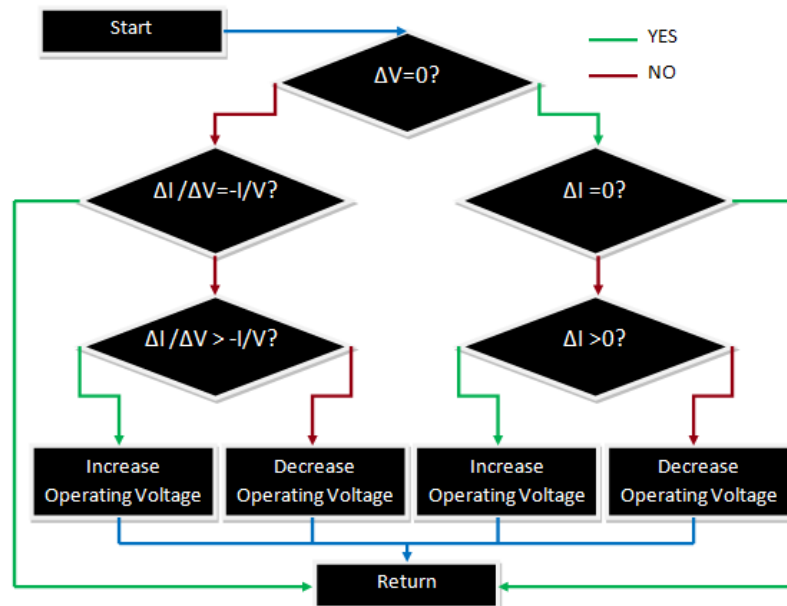 Start
YES
ΔV=0?
NO
ΔI /ΔV=-I/V?
ΔI =0?
ΔI /ΔV > -I/V?
ΔI >0?
Increase
Operating Voltage
Decrease
Operating Voltage
Increase
Operating Voltage
Decrease
Operating Voltage
Return